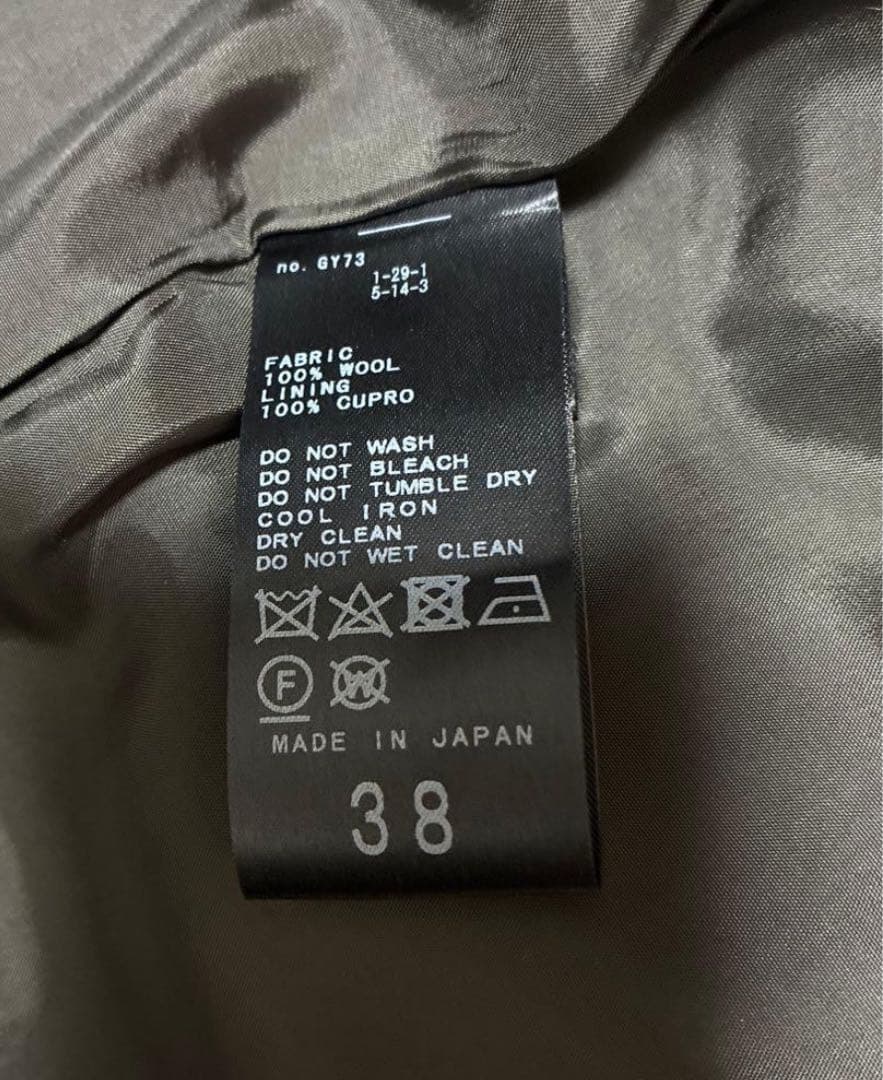 no. GY73
1-29-1
5-14-3
FABRIC
100% WOOL
LINING
100% CUPRO
DO NOT WASH
DO NOT BLEACH
DO NOT TUMBLE DRY
COOL IRON
DRY CLEAN
DO NOT WET CLEAN
F W
MADE IN JAPAN
38